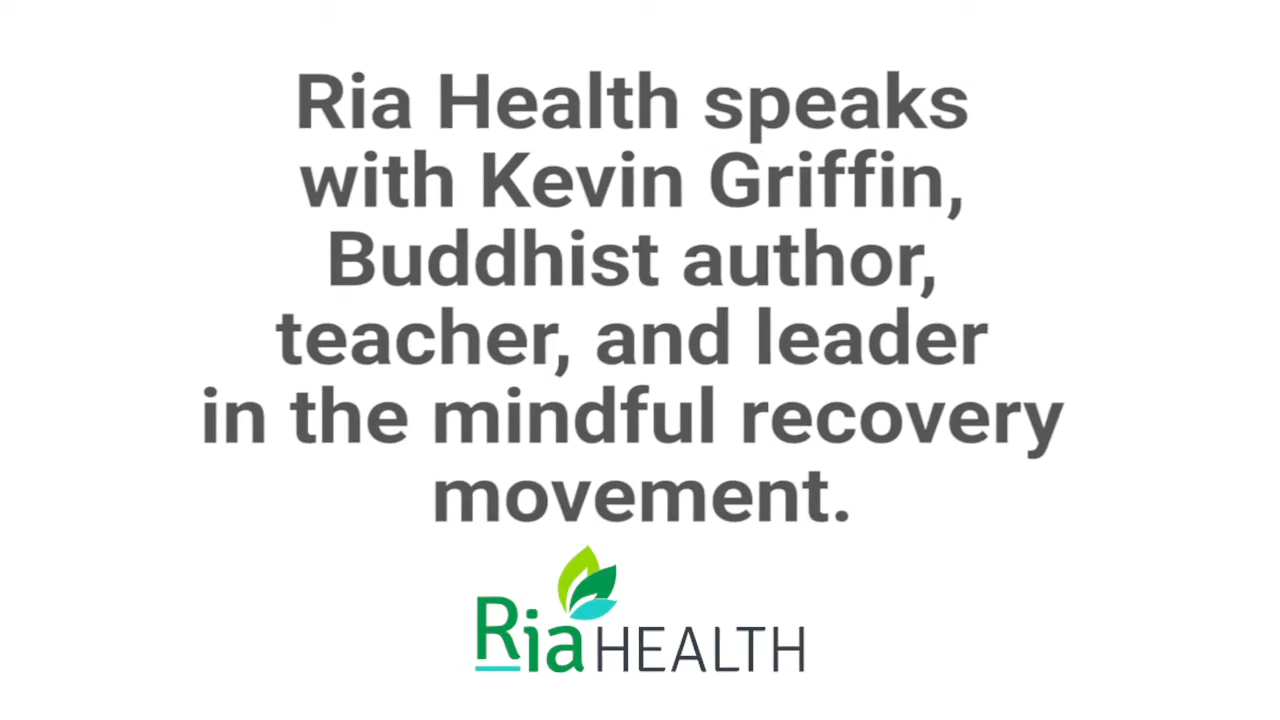 Ria Health speaks
with Kevin Griffin,
Buddhist author,
teacher, and leader
in the mindful recovery
movement.
Ria HEALTH